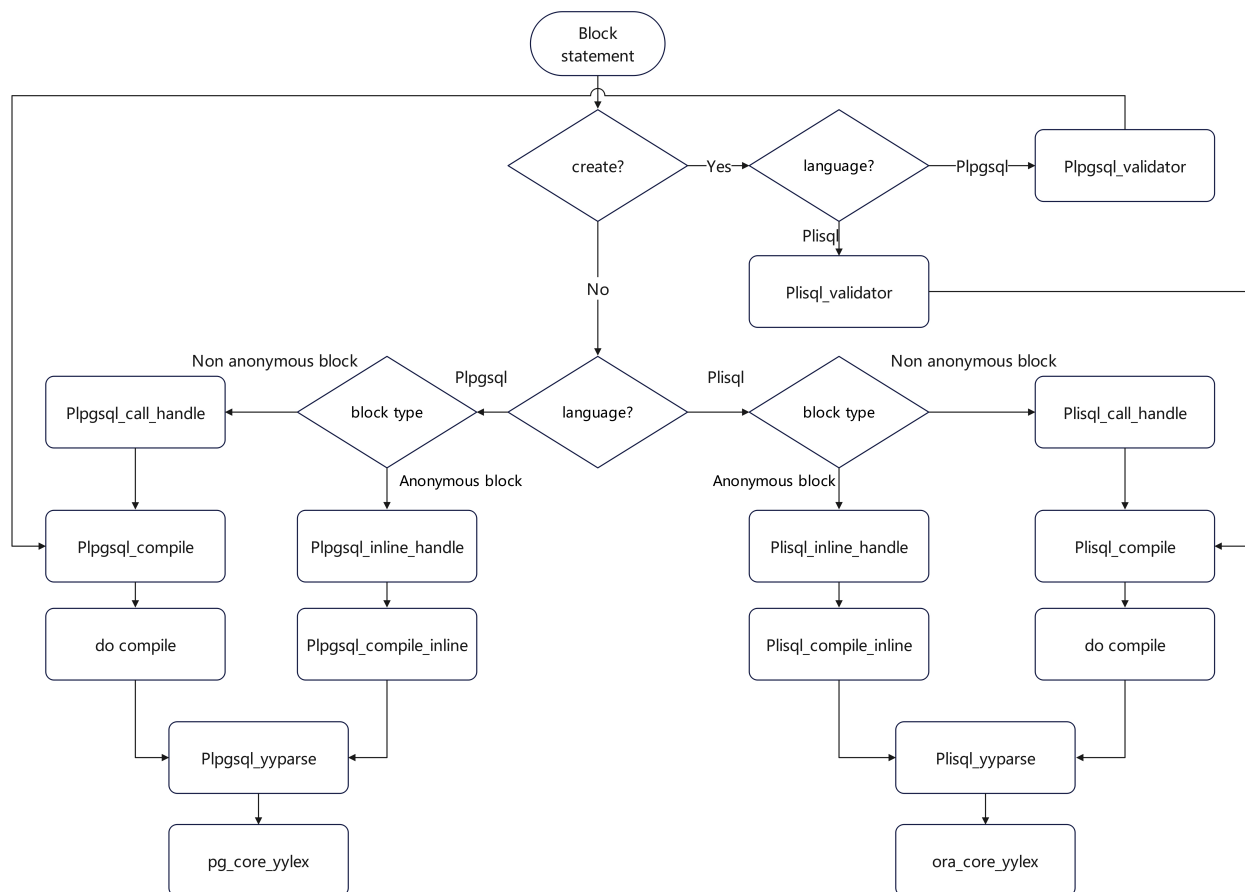 Block
statement
create?
Yes
language?
Plpgsql
Plpgsql_validator
Plisql
Plisql_validator
No
Non anonymous block
Plpgsql
Plisql
Non anonymous block
Plpgsql_call_handle
block type
language?
block type
Plisql_call_handle
Anonymous block
Anonymous block
Plpgsql_compile
Plpgsql_inline_handle
Plisql_inline_handle
Plisql_compile
do compile
Plpgsql_compile_inline
Plisql_compile_inline
do compile
Plpgsql_yyparse
Plisql_yyparse
pg_core_yylex
ora_core_yylex